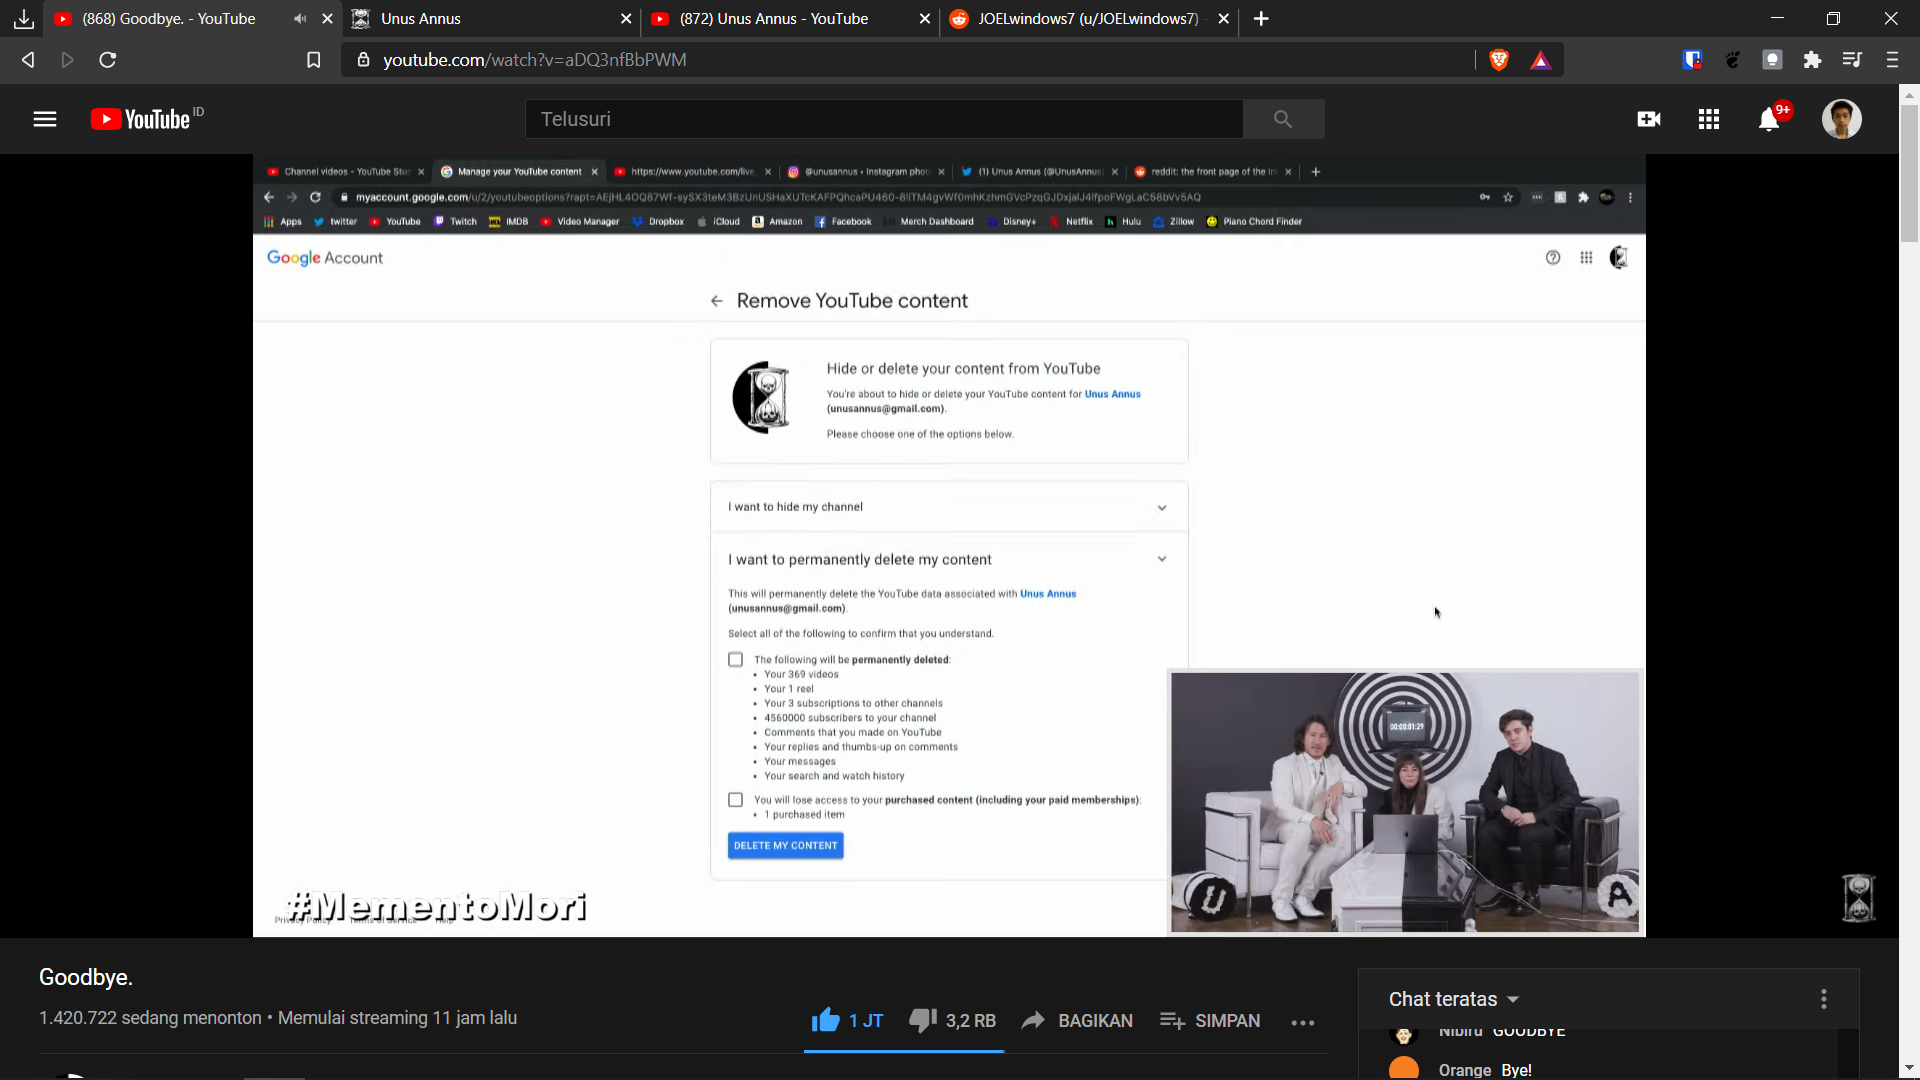 (868) Goodbye. - YouTube
Unus Annus
(872) Unus Annus - YouTube
JOELwindows7 (u/JOELwindows7)
youtube.com/watch?v=aDQ3nfBbPWM
YouTube ID
Telusuri
9+
Channel videos - YouTube Stu
Manage your YouTube content
https://www.youtube.com/live
@unusannus • Instagram phot
(1) Unus Annus (@UnusAnnus
reddit: the front page of the in
Apps
twitter
YouTube
Twitch
IMDB
Video Manager
Dropbox
iCloud
Amazon
Facebook
Merch Dashboard
Disney+
Netflix
Hulu
Zillow
Piano Chord Finder
Google Account
Remove YouTube content
Hide or delete your content from YouTube
You're about to hide or delete your YouTube content for Unus Annus
(unusannus@gmail.com).
Please choose one of the options below.
I want to hide my channel
I want to permanently delete my content
This will permanently delete the YouTube data associated with Unus Annus
(unusannus@gmail.com).
Select all of the following to confirm that you understand.
The following will be permanently deleted:
• Your 369 videos
• Your 1 reel
• Your 3 subscriptions to other channels
• 4560000 subscribers to your channel
• Comments that you made on YouTube
• Your replies and thumbs-up on comments
• Your messages
• Your search and watch history
You will lose access to your purchased content (including your paid memberships):
• 1 purchased item
DELETE MY CONTENT
00:00:01:29
U
A
#MementoMori
Privacy Policy
Help
Goodbye.
1.420.722 sedang menonton • Memulai streaming 11 jam lalu
1 JT
3,2 RB
BAGIKAN
SIMPAN
Chat teratas
Nibiru GOODBYE
Orange Bye!